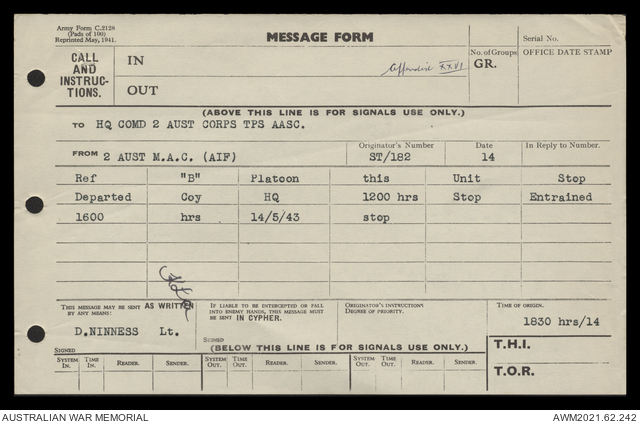 Army Form C.2128
(Pads of 100)
Reprinted May, 1941.
MESSAGE FORM
Serial No.
CALL AND INSTRUC-TIONS.
IN
OUT
Appendix XXVI
No. of Groups
GR.
OFFICE DATE STAMP
(ABOVE THIS LINE IS FOR SIGNALS USE ONLY.)
TO HQ COMD 2 AUST CORPS TPS AASC.
FROM 2 AUST M.A.C. (AIF)
Originator's Number
ST/182
Date
14
In Reply to Number
Ref "B" Platoon this Unit Stop
Departed Coy HQ 1200 hrs Stop Entrained
1600 hrs 14/5/43 stop
THIS MESSAGE MAY BE SENT AS WRITTEN
BY ANY MEANS:
D.NINNESS Lt.
SIGNED
IF LIABLE TO BE INTERCEPTED OR FALL
INTO ENEMY HANDS, THIS MESSAGE MUST
BE SENT IN CYPHER.
SIGNED
ORIGINATOR'S INSTRUCTIONS
DEGREE OF PRIORITY.
TIME OF ORIGIN.
1830 hrs/14
(BELOW THIS LINE IS FOR SIGNALS USE ONLY.)
T.H.I.
T.O.R.
SYSTEM IN. TIME IN. READER. SENDER. SYSTEM OUT. TIME OUT. READER. SENDER. SYSTEM OUT. TIME OUT. READER. SENDER.
AUSTRALIAN WAR MEMORIAL
AWM2021.62.242